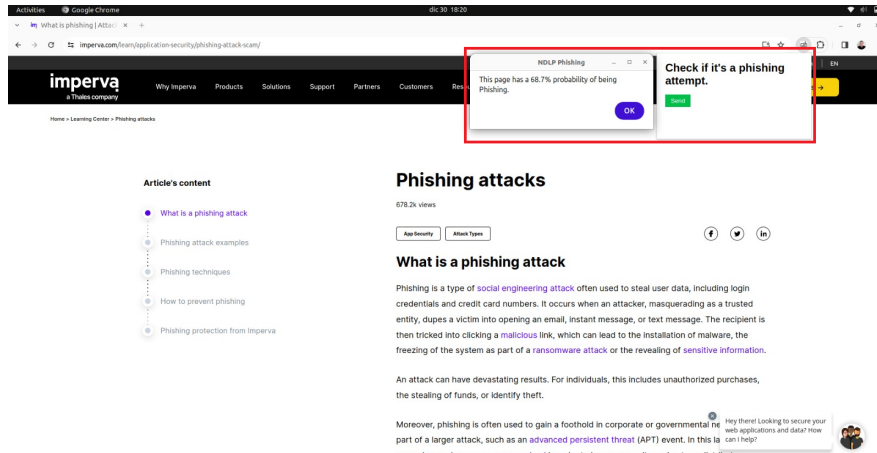 Activities
Google Chrome
dic 30 18:20
What is phishing | Attac
imperva.com/learn/application-security/phishing-attack-scam/
NDLP Phishing
This page has a 68.7% probability of being
Phishing.
OK
Check if it's a phishing
attempt.
Send
EN
imperva
a Thales company
Why Imperva
Products
Solutions
Support
Partners
Customers
Home > Learning Center > Phishing attacks
Article's content
What is a phishing attack
Phishing attack examples
Phishing techniques
How to prevent phishing
Phishing protection from Imperva
Phishing attacks
678.2k views
App Security
Attack Types
What is a phishing attack
Phishing is a type of social engineering attack often used to steal user data, including login
credentials and credit card numbers. It occurs when an attacker, masquerading as a trusted
entity, dupes a victim into opening an email, instant message, or text message. The recipient is
then tricked into clicking a malicious link, which can lead to the installation of malware, the
freezing of the system as part of a ransomware attack or the revealing of sensitive information.
An attack can have devastating results. For individuals, this includes unauthorized purchases,
the stealing of funds, or identify theft.
Moreover, phishing is often used to gain a foothold in corporate or governmental ne
part of a larger attack, such as an advanced persistent threat (APT) event. In this la
Hey there! Looking to secure your
web applications and data? How
can I help?